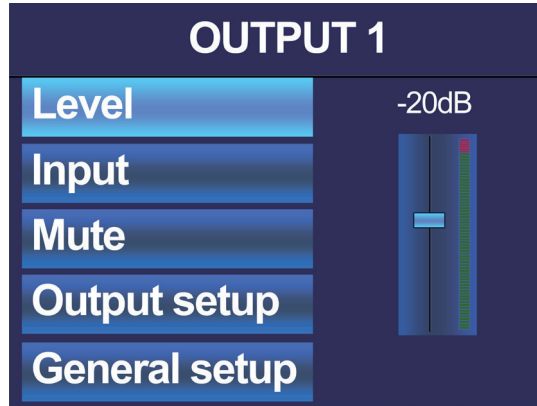 OUTPUT 1
Level
-20dB
Input
Mute
Output setup
General setup